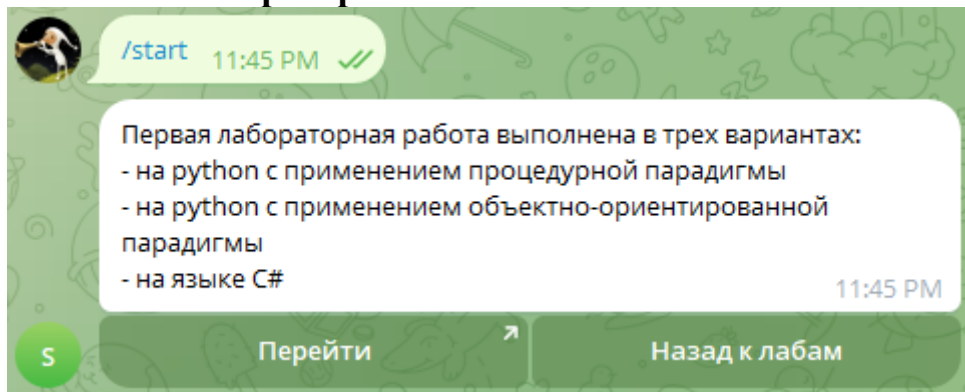 /start 11:45 PM
Первая лабораторная работа выполнена в трех вариантах:
- на python с применением процедурной парадигмы
- на python с применением объектно-ориентированной
парадигмы
- на языке C#
11:45 PM
S
Перейти
Назад к лабам